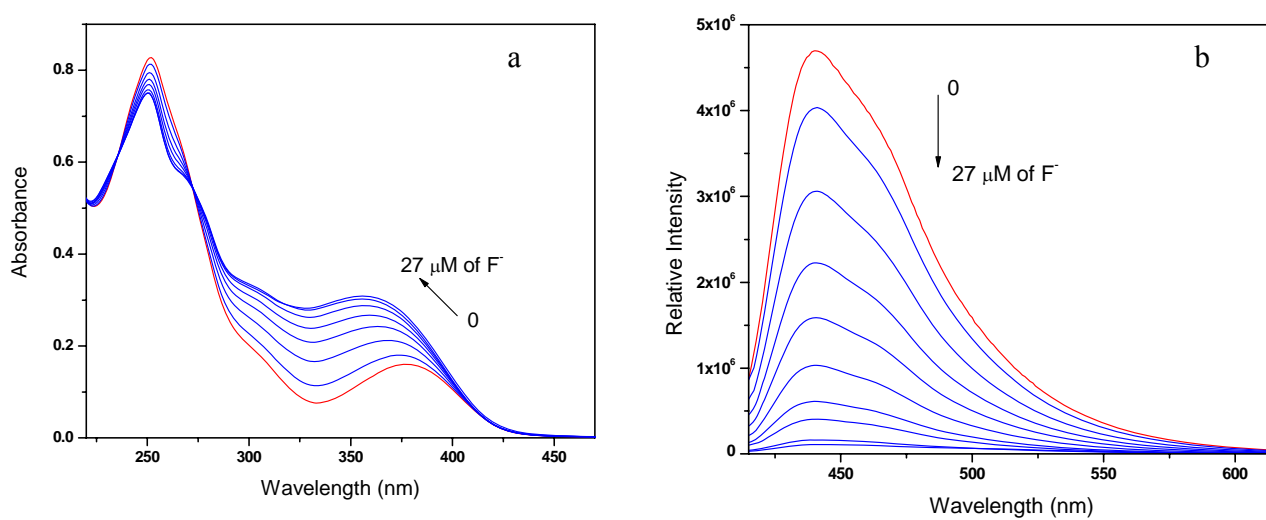 a
0.8
0.6
0.4
0.2
0.0
Absorbance
27 μM of F⁻
0
250
300
350
400
450
Wavelength (nm)
b
5x10⁶
4x10⁶
3x10⁶
2x10⁶
1x10⁶
0
Relative Intensity
0
27 μM of F⁻
450
500
550
600
Wavelength (nm)